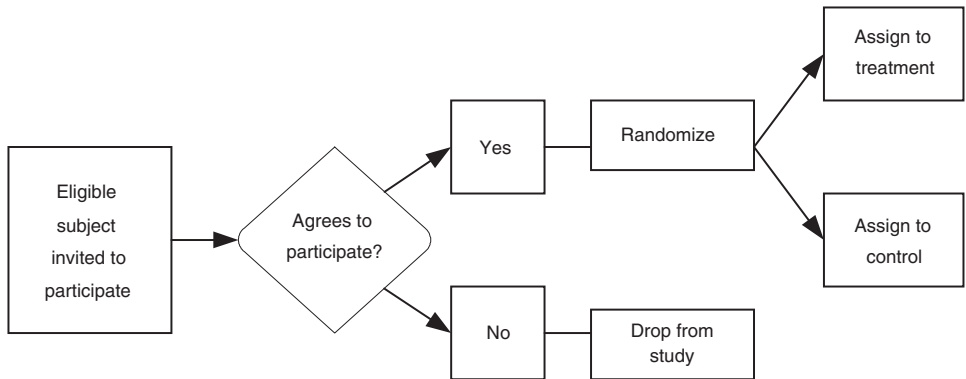 Eligible
subject
invited to
participate
Agrees to
participate?
Yes
Randomize
Assign to
treatment
Assign to
control
No
Drop from
study